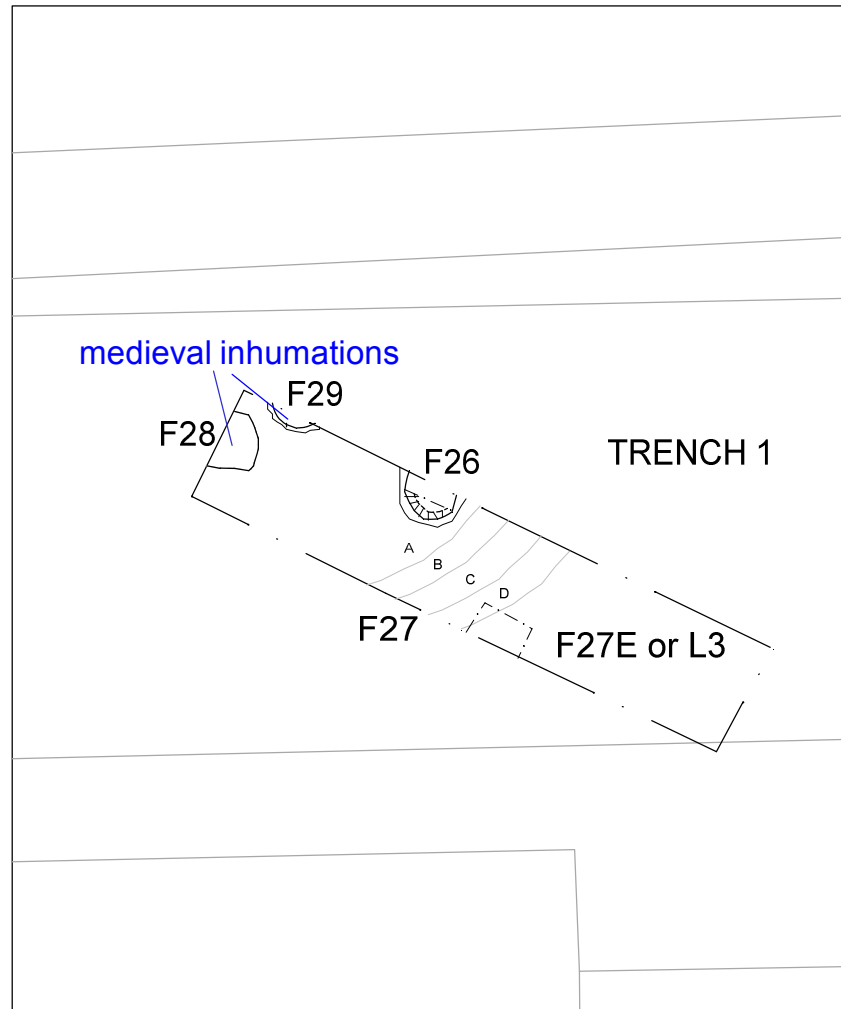 medieval inhumations
F29
F28
F26
TRENCH 1
A
B
C
D
F27
F27E or L3